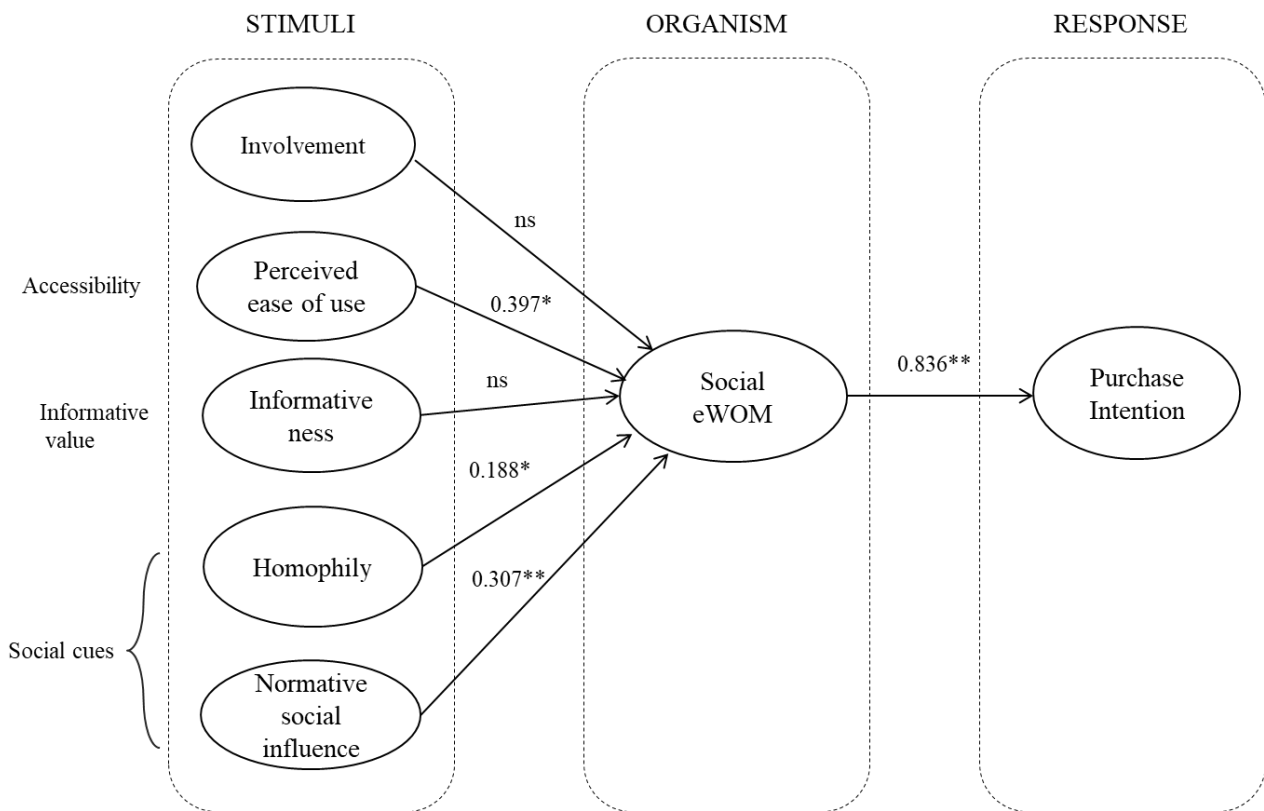 STIMULI
ORGANISM
RESPONSE
Involvement
ns
Accessibility
Perceived
ease of use
0.397*
Informative
value
Informative
ness
ns
Social
eWOM
0.836**
Purchase
Intention
Social cues
Homophily
0.188*
Normative
social
influence
0.307**